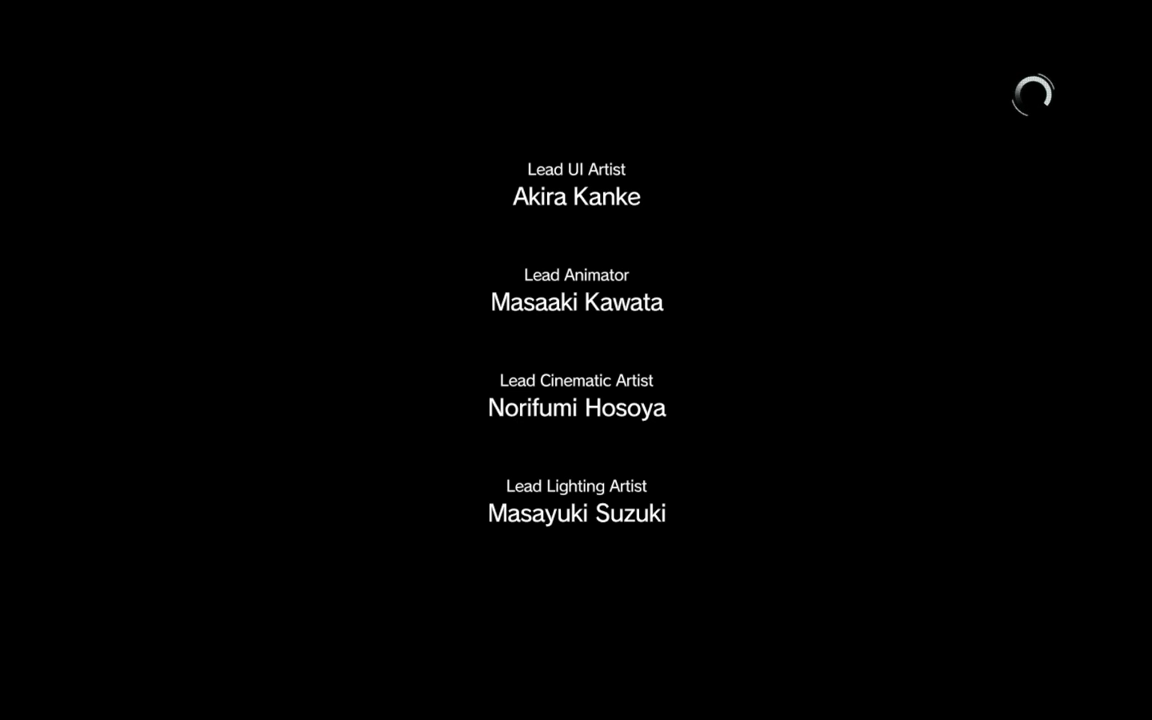 Lead UI Artist
Akira Kanke
Lead Animator
Masaaki Kawata
Lead Cinematic Artist
Norifumi Hosoya
Lead Lighting Artist
Masayuki Suzuki